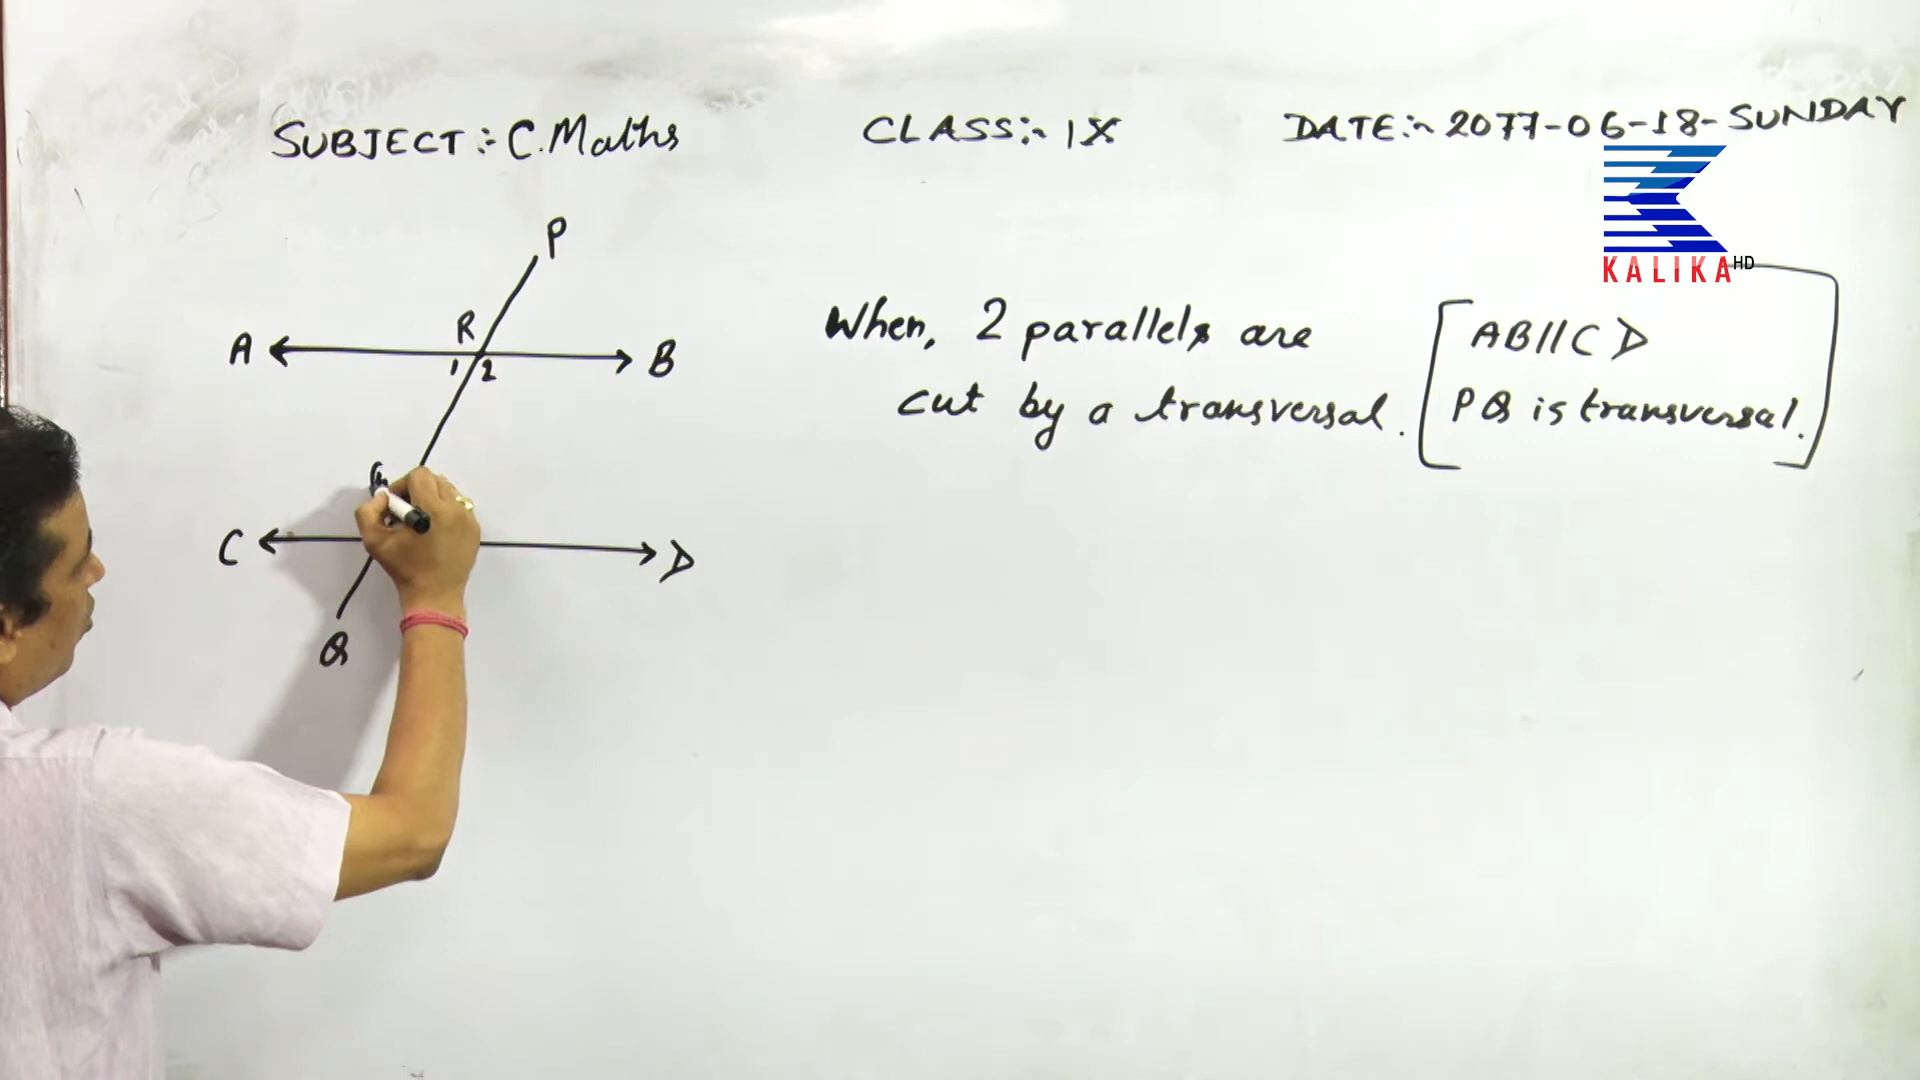 SUBJECT:- C.Maths CLASS:- IX DATE:- 2077-06-18-SUNDAY
KALIKA HD
P
R
A B
1 2
When, 2 parallels are
cut by a transversal.
AB//CD
PQ is transversal.
C D
Q